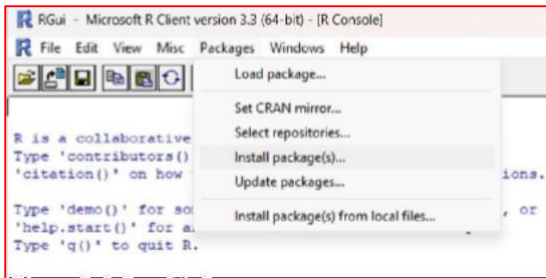 RGui - Microsoft R Client version 3.3 (64-bit) - [R Console]
File Edit View Misc Packages Windows Help
Load package...
Set CRAN mirror...
Select repositories...
Install package(s)...
Update packages...
Install package(s) from local files...
R is a collaborative
Type 'contributors()
'citation()' on how ions.
Type 'demo()' for so , or
'help.start()' for a
Type 'q()' to quit R.